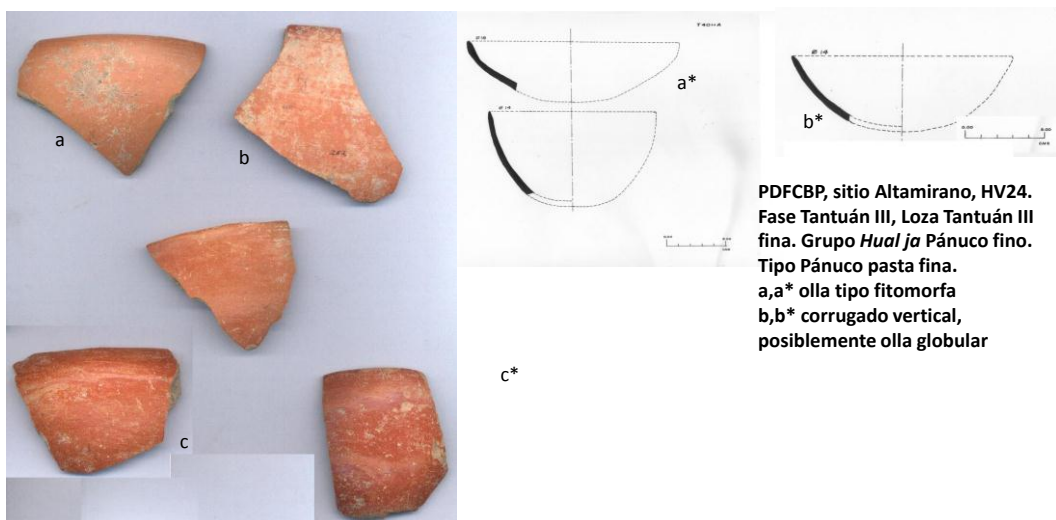 a
b
c
a*
b*
c*
PDFCBP, sitio Altamirano, HV24.
Fase Tantuán III, Loza Tantuán III
fina. Grupo Hual ja Pánuco fino.
Tipo Pánuco pasta fina.
a,a* olla tipo fitomorfa
b,b* corrugado vertical,
posiblemente olla globular